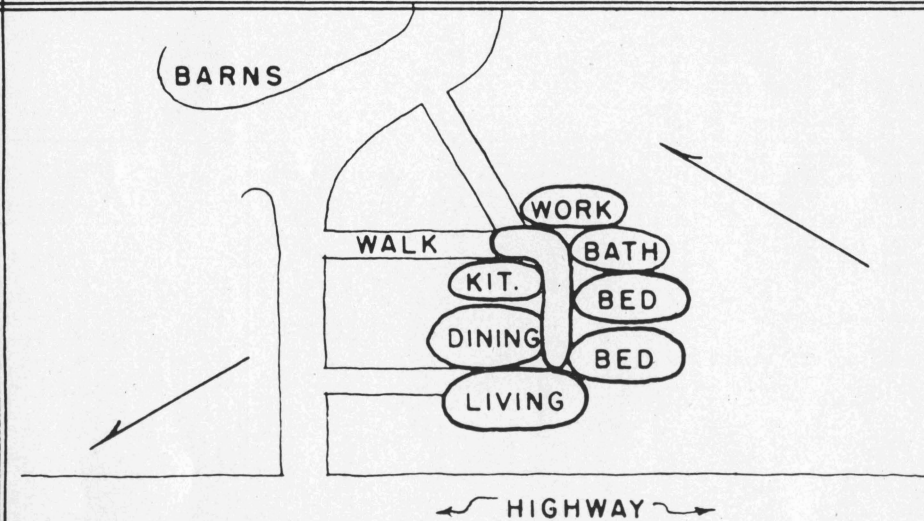 BARNS
WORK
WALK
BATH
KIT.
BED
DINING
BED
LIVING
HIGHWAY